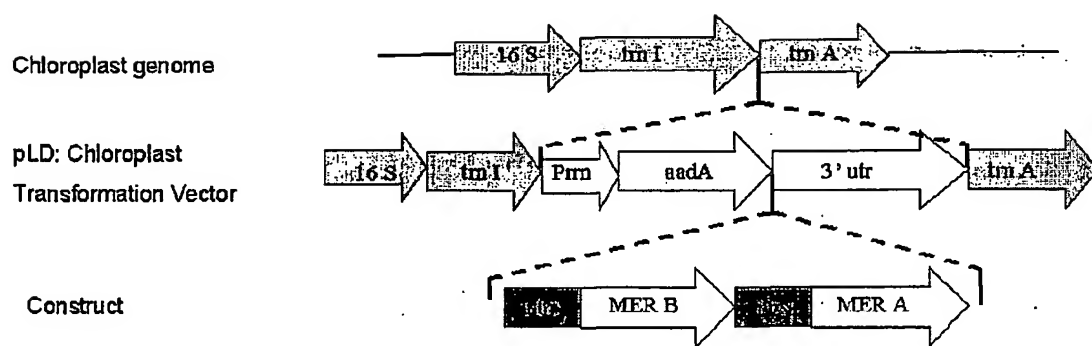 Chloroplast genome
16 S trn I trn A
pLD: Chloroplast
Transformation Vector
16 S trn I Prrn aadA 3' utr trn A
Construct
MER B MER A